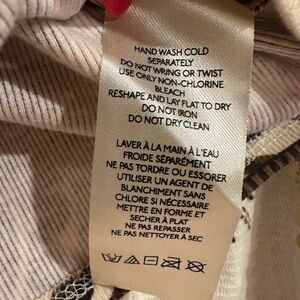 HAND WASH COLD
SEPARATELY
DO NOT WRING OR TWIST
USE ONLY NON-CHLORINE
BLEACH
RESHAPE AND LAY FLAT TO DRY
DO NOT IRON
DO NOT DRY CLEAN
LAVER À LA MAIN À L'EAU
FROIDE SÉPARÉMENT
NE PAS TORDRE OU ESSORER
UTILISER UN AGENT DE
BLANCHIMENT SANS
CHLORE SI NÉCESSAIRE
METTRE EN FORME ET
SÉCHER À PLAT
NE PAS REPASSER
NE PAS NETTOYER À SEC